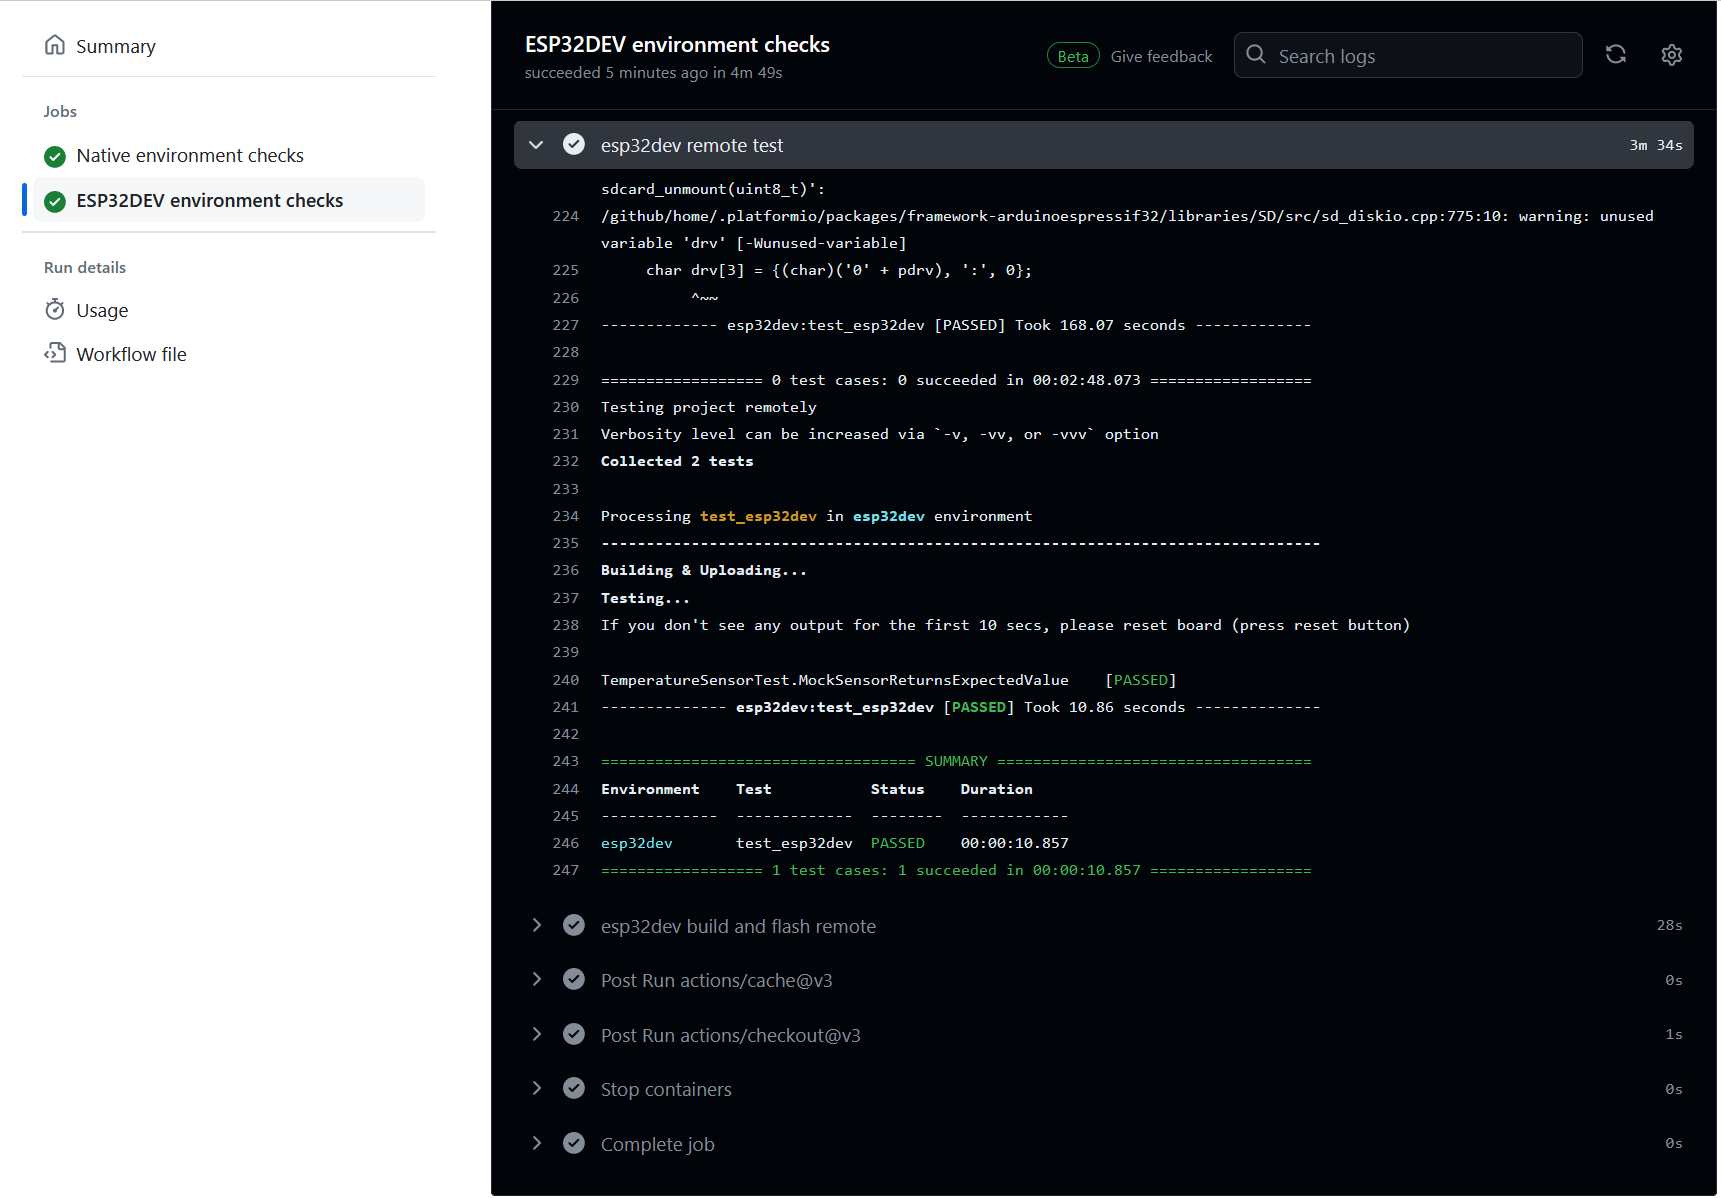 Summary
Jobs
Native environment checks
ESP32DEV environment checks
Run details
Usage
Workflow file
ESP32DEV environment checks
succeeded 5 minutes ago in 4m 49s
Beta Give feedback
Search logs
esp32dev remote test 3m 34s
sdcard_unmount(uint8_t)':
224 /github/home/.platformio/packages/framework-arduinoespressif32/libraries/SD/src/sd_diskio.cpp:775:10: warning: unused
variable 'drv' [-Wunused-variable]
225      char drv[3] = {(char)('0' + pdrv), ':', 0};
226           ^~~
227 ------------- esp32dev:test_esp32dev [PASSED] Took 168.07 seconds -------------
228
229 ================== 0 test cases: 0 succeeded in 00:02:48.073 ==================
230 Testing project remotely
231 Verbosity level can be increased via `-v, -vv, or -vvv` option
232 Collected 2 tests
233
234 Processing test_esp32dev in esp32dev environment
235 --------------------------------------------------------------------------------
236 Building & Uploading...
237 Testing...
238 If you don't see any output for the first 10 secs, please reset board (press reset button)
239
240 TemperatureSensorTest.MockSensorReturnsExpectedValue    [PASSED]
241 -------------- esp32dev:test_esp32dev [PASSED] Took 10.86 seconds --------------
242
243 =================================== SUMMARY ===================================
244 Environment    Test           Status    Duration
245 -------------  -------------  --------  ------------
246 esp32dev       test_esp32dev  PASSED    00:00:10.857
247 ================== 1 test cases: 1 succeeded in 00:00:10.857 ==================
esp32dev build and flash remote 28s
Post Run actions/cache@v3 0s
Post Run actions/checkout@v3 1s
Stop containers 0s
Complete job 0s